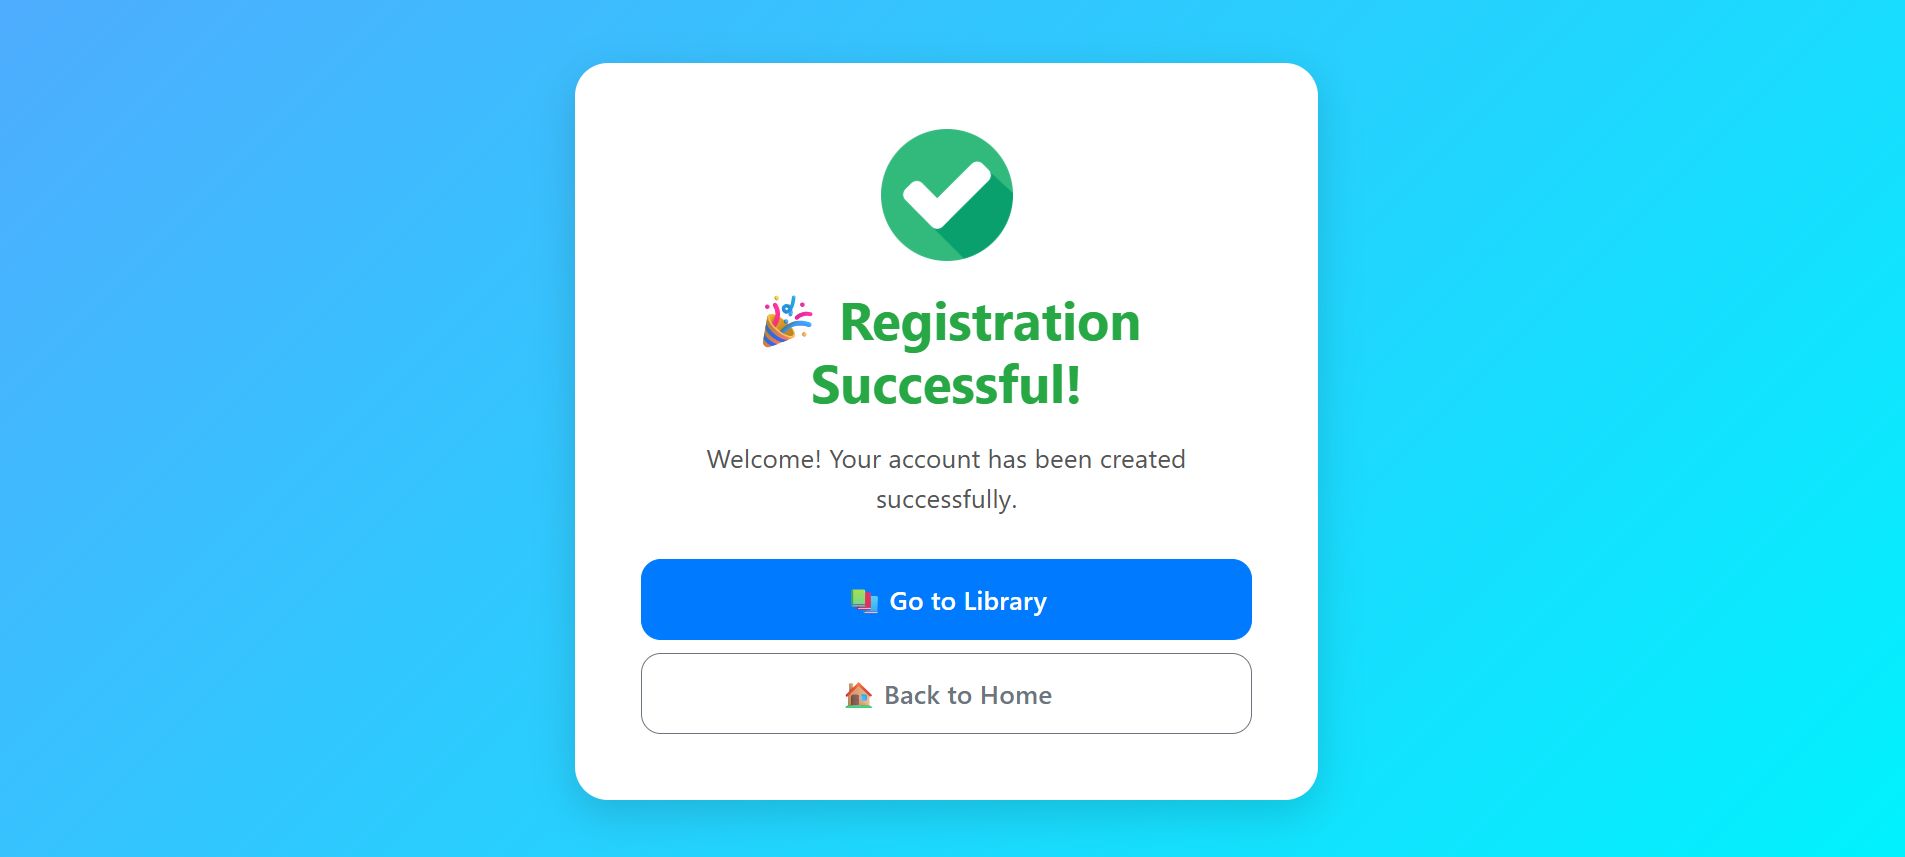 🎉 Registration
Successful!
Welcome! Your account has been created
successfully.
📚 Go to Library
🏠 Back to Home